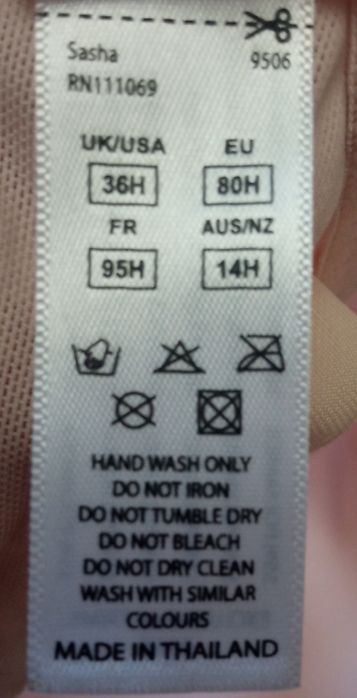 Sasha 9506
RN111069
UK/USA EU
36H 80H
FR AUS/NZ
95H 14H
HAND WASH ONLY
DO NOT IRON
DO NOT TUMBLE DRY
DO NOT BLEACH
DO NOT DRY CLEAN
WASH WITH SIMILAR
COLOURS
MADE IN THAILAND